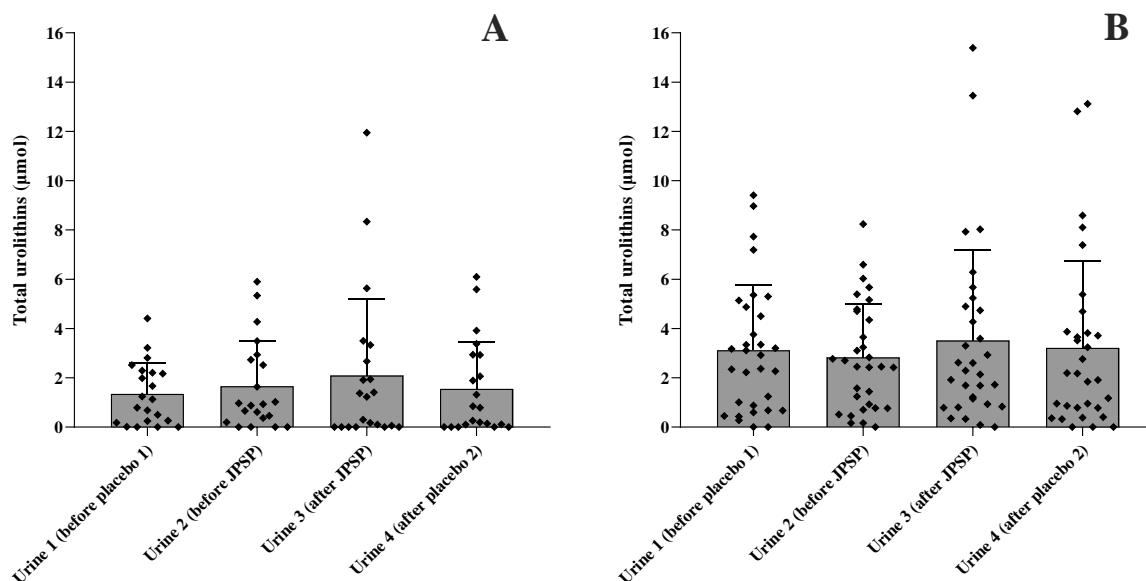 A
Total urolithins (µmol)
16
14
12
10
8
6
4
2
0
Urine 1 (before placebo 1)
Urine 2 (before JPSP)
Urine 3 (after JPSP)
Urine 4 (after placebo 2)
B
Total urolithins (µmol)
16
14
12
10
8
6
4
2
0
Urine 1 (before placebo 1)
Urine 2 (before JPSP)
Urine 3 (after JPSP)
Urine 4 (after placebo 2)